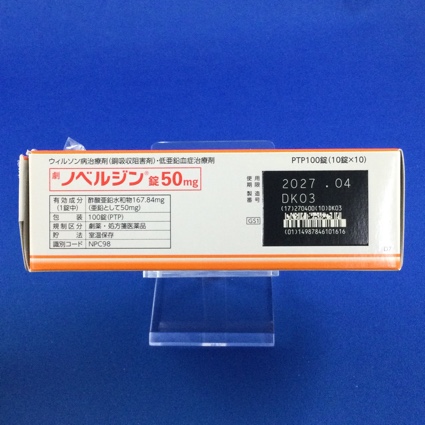 ウィルソン病治療剤(銅吸収阻害剤)・低亜鉛血症治療剤
PTP100錠(10錠×10)
劇 ノベルジン®錠50mg
有効成分(1錠中) 酢酸亜鉛水和物167.84mg(亜鉛として50mg)
包装 100錠(PTP)
規制区分 劇薬・処方箋医薬品
貯法 室温保存
識別コード NPC98
使用期限
製造番号
2027.04
DK03
(17)270400(10)DK03
GS1
(01)14987846101616